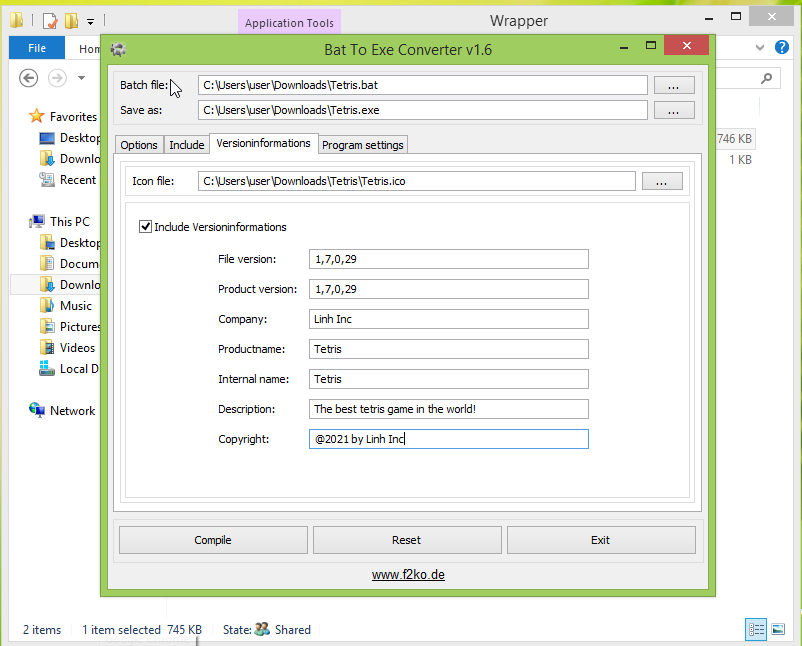 Application Tools
Wrapper
File
Hom
Bat To Exe Converter v1.6
Batch file:
C:\Users\user\Downloads\Tetris.bat
...
Save as:
C:\Users\user\Downloads\Tetris.exe
...
Options
Include
Versioninformations
Program settings
Icon file:
C:\Users\user\Downloads\Tetris\Tetris.ico
...
Include Versioninformations
File version:
1,7,0,29
Product version:
1,7,0,29
Company:
Linh Inc
Productname:
Tetris
Internal name:
Tetris
Description:
The best tetris game in the world!
Copyright:
@2021 by Linh Inc
Compile
Reset
Exit
www.f2ko.de
Favorites
Desktop
Downlo
Recent
This PC
Desktop
Docum
Downlo
Music
Pictures
Videos
Local D
Network
746 KB
1 KB
2 items
1 item selected 745 KB
State:
Shared